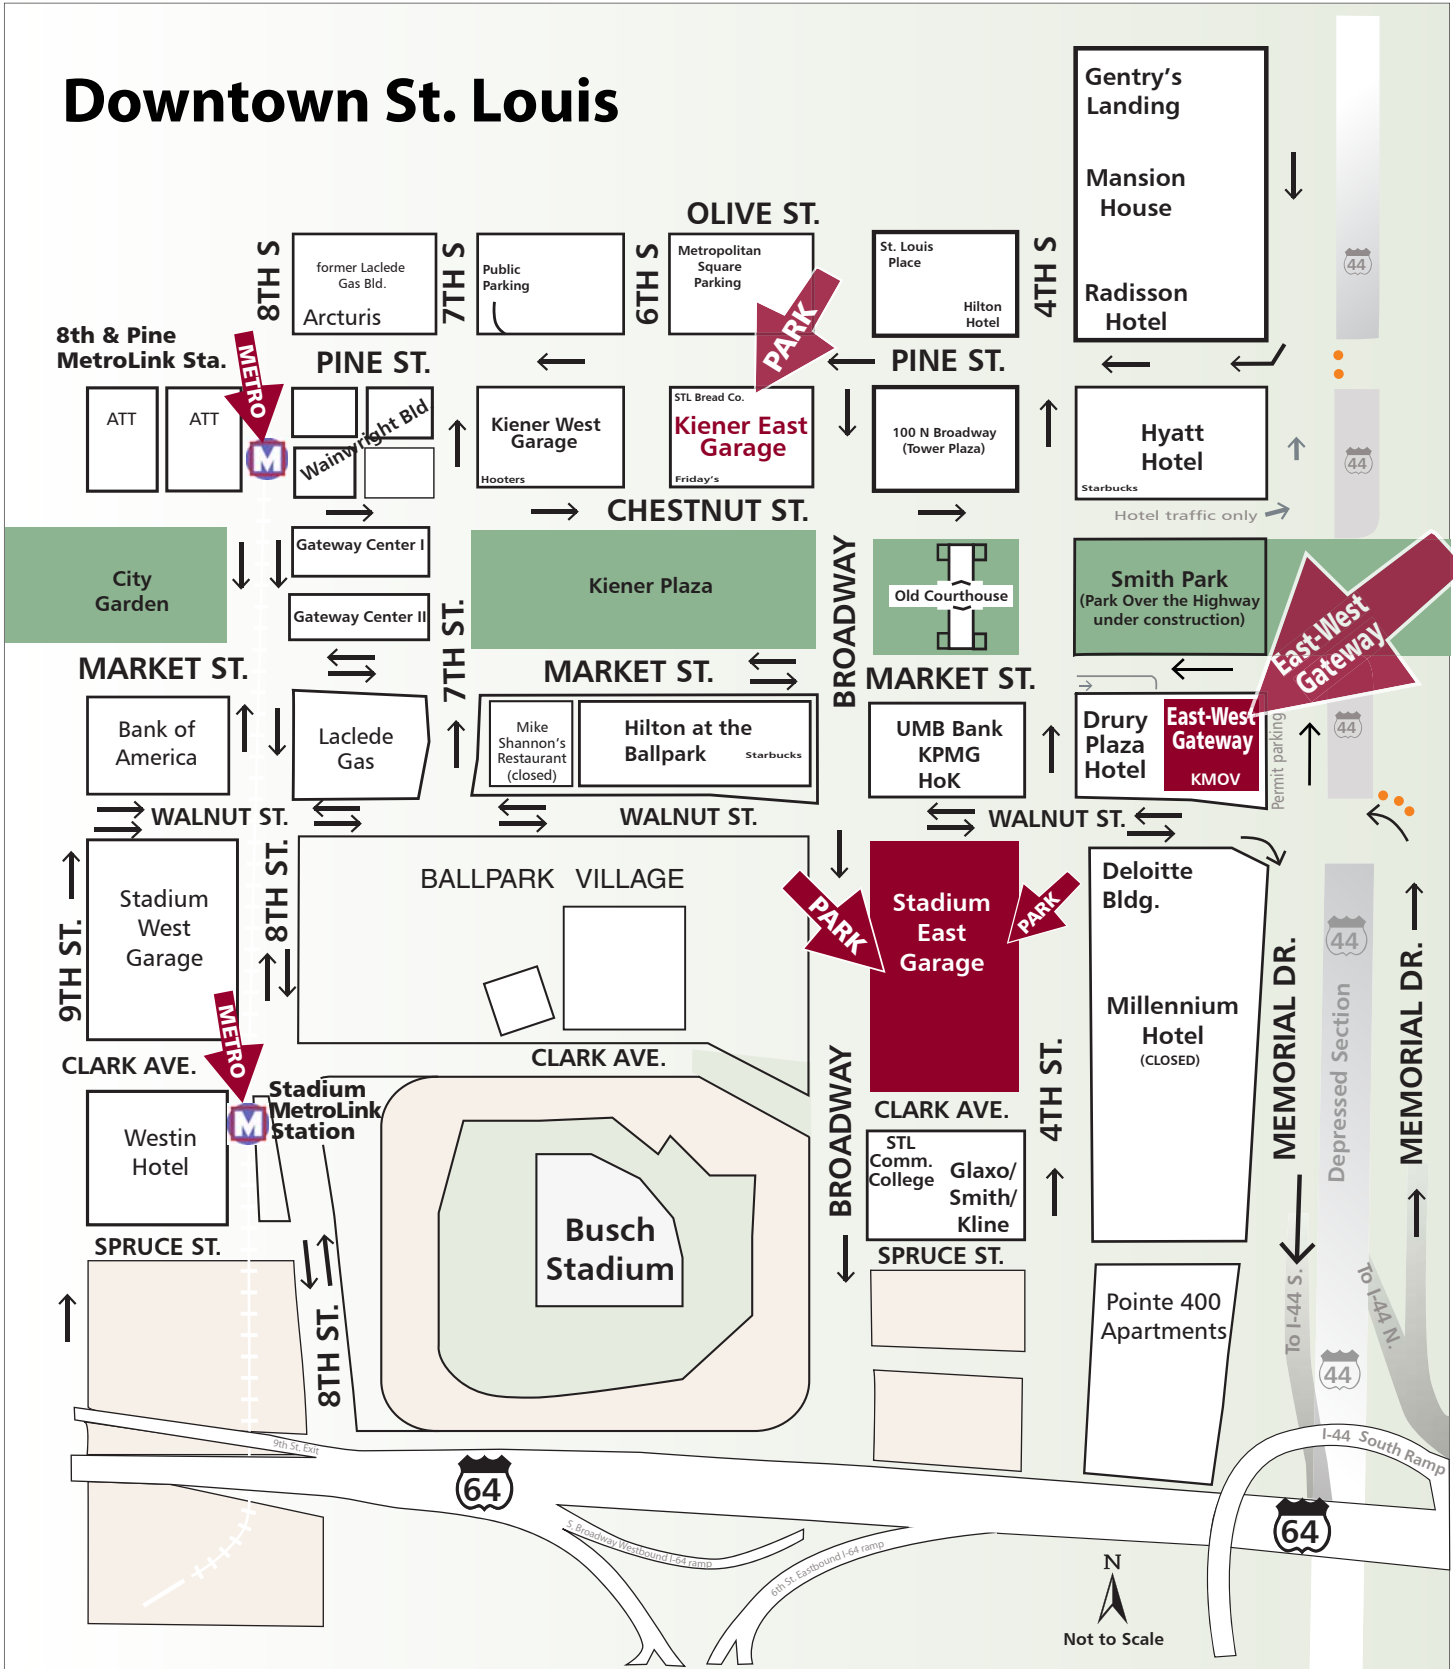 Downtown St. Louis
Gentry's
Landing
Mansion
House
Radisson
Hotel
OLIVE ST.
8TH S
7TH S
6TH S
4TH S
former Laclede
Gas Bld.
Arcturis
Public
Parking
Metropolitan
Square
Parking
St. Louis
Place
Hilton
Hotel
44
PARK
8th & Pine
MetroLink Sta.
METRO
PINE ST.
PINE ST.
ATT
ATT
M
Wainwright Bld
Kiener West
Garage
Hooters
STL Bread Co.
Kiener East
Garage
Friday's
100 N Broadway
(Tower Plaza)
Hyatt
Hotel
Starbucks
44
CHESTNUT ST.
Hotel traffic only
City
Garden
Gateway Center I
Gateway Center II
7TH ST.
Kiener Plaza
BROADWAY
Old Courthouse
Smith Park
(Park Over the Highway
under construction)
East-West
Gateway
MARKET ST.
MARKET ST.
MARKET ST.
Bank of
America
Laclede
Gas
Mike
Shannon's
Restaurant
(closed)
Hilton at the
Ballpark
Starbucks
UMB Bank
KPMG
HoK
Drury
Plaza
Hotel
East-West
Gateway
KMOV
Permit parking
44
WALNUT ST.
WALNUT ST.
WALNUT ST.
9TH ST.
Stadium
West
Garage
8TH ST.
BALLPARK VILLAGE
PARK
Stadium
East
Garage
PARK
Deloitte
Bldg.
Millennium
Hotel
(CLOSED)
MEMORIAL DR.
44
Depressed Section
MEMORIAL DR.
METRO
CLARK AVE.
CLARK AVE.
CLARK AVE.
BROADWAY
4TH ST.
Westin
Hotel
M
Stadium
MetroLink
Station
STL
Comm.
College
Glaxo/
Smith/
Kline
Busch
Stadium
SPRUCE ST.
SPRUCE ST.
8TH ST.
Pointe 400
Apartments
To I-44 S.
To I-44 N.
44
9th St. Exit
I-44 South Ramp
64
64
S. Broadway Westbound I-64 ramp
6th St. Eastbound I-64 ramp
N
Not to Scale